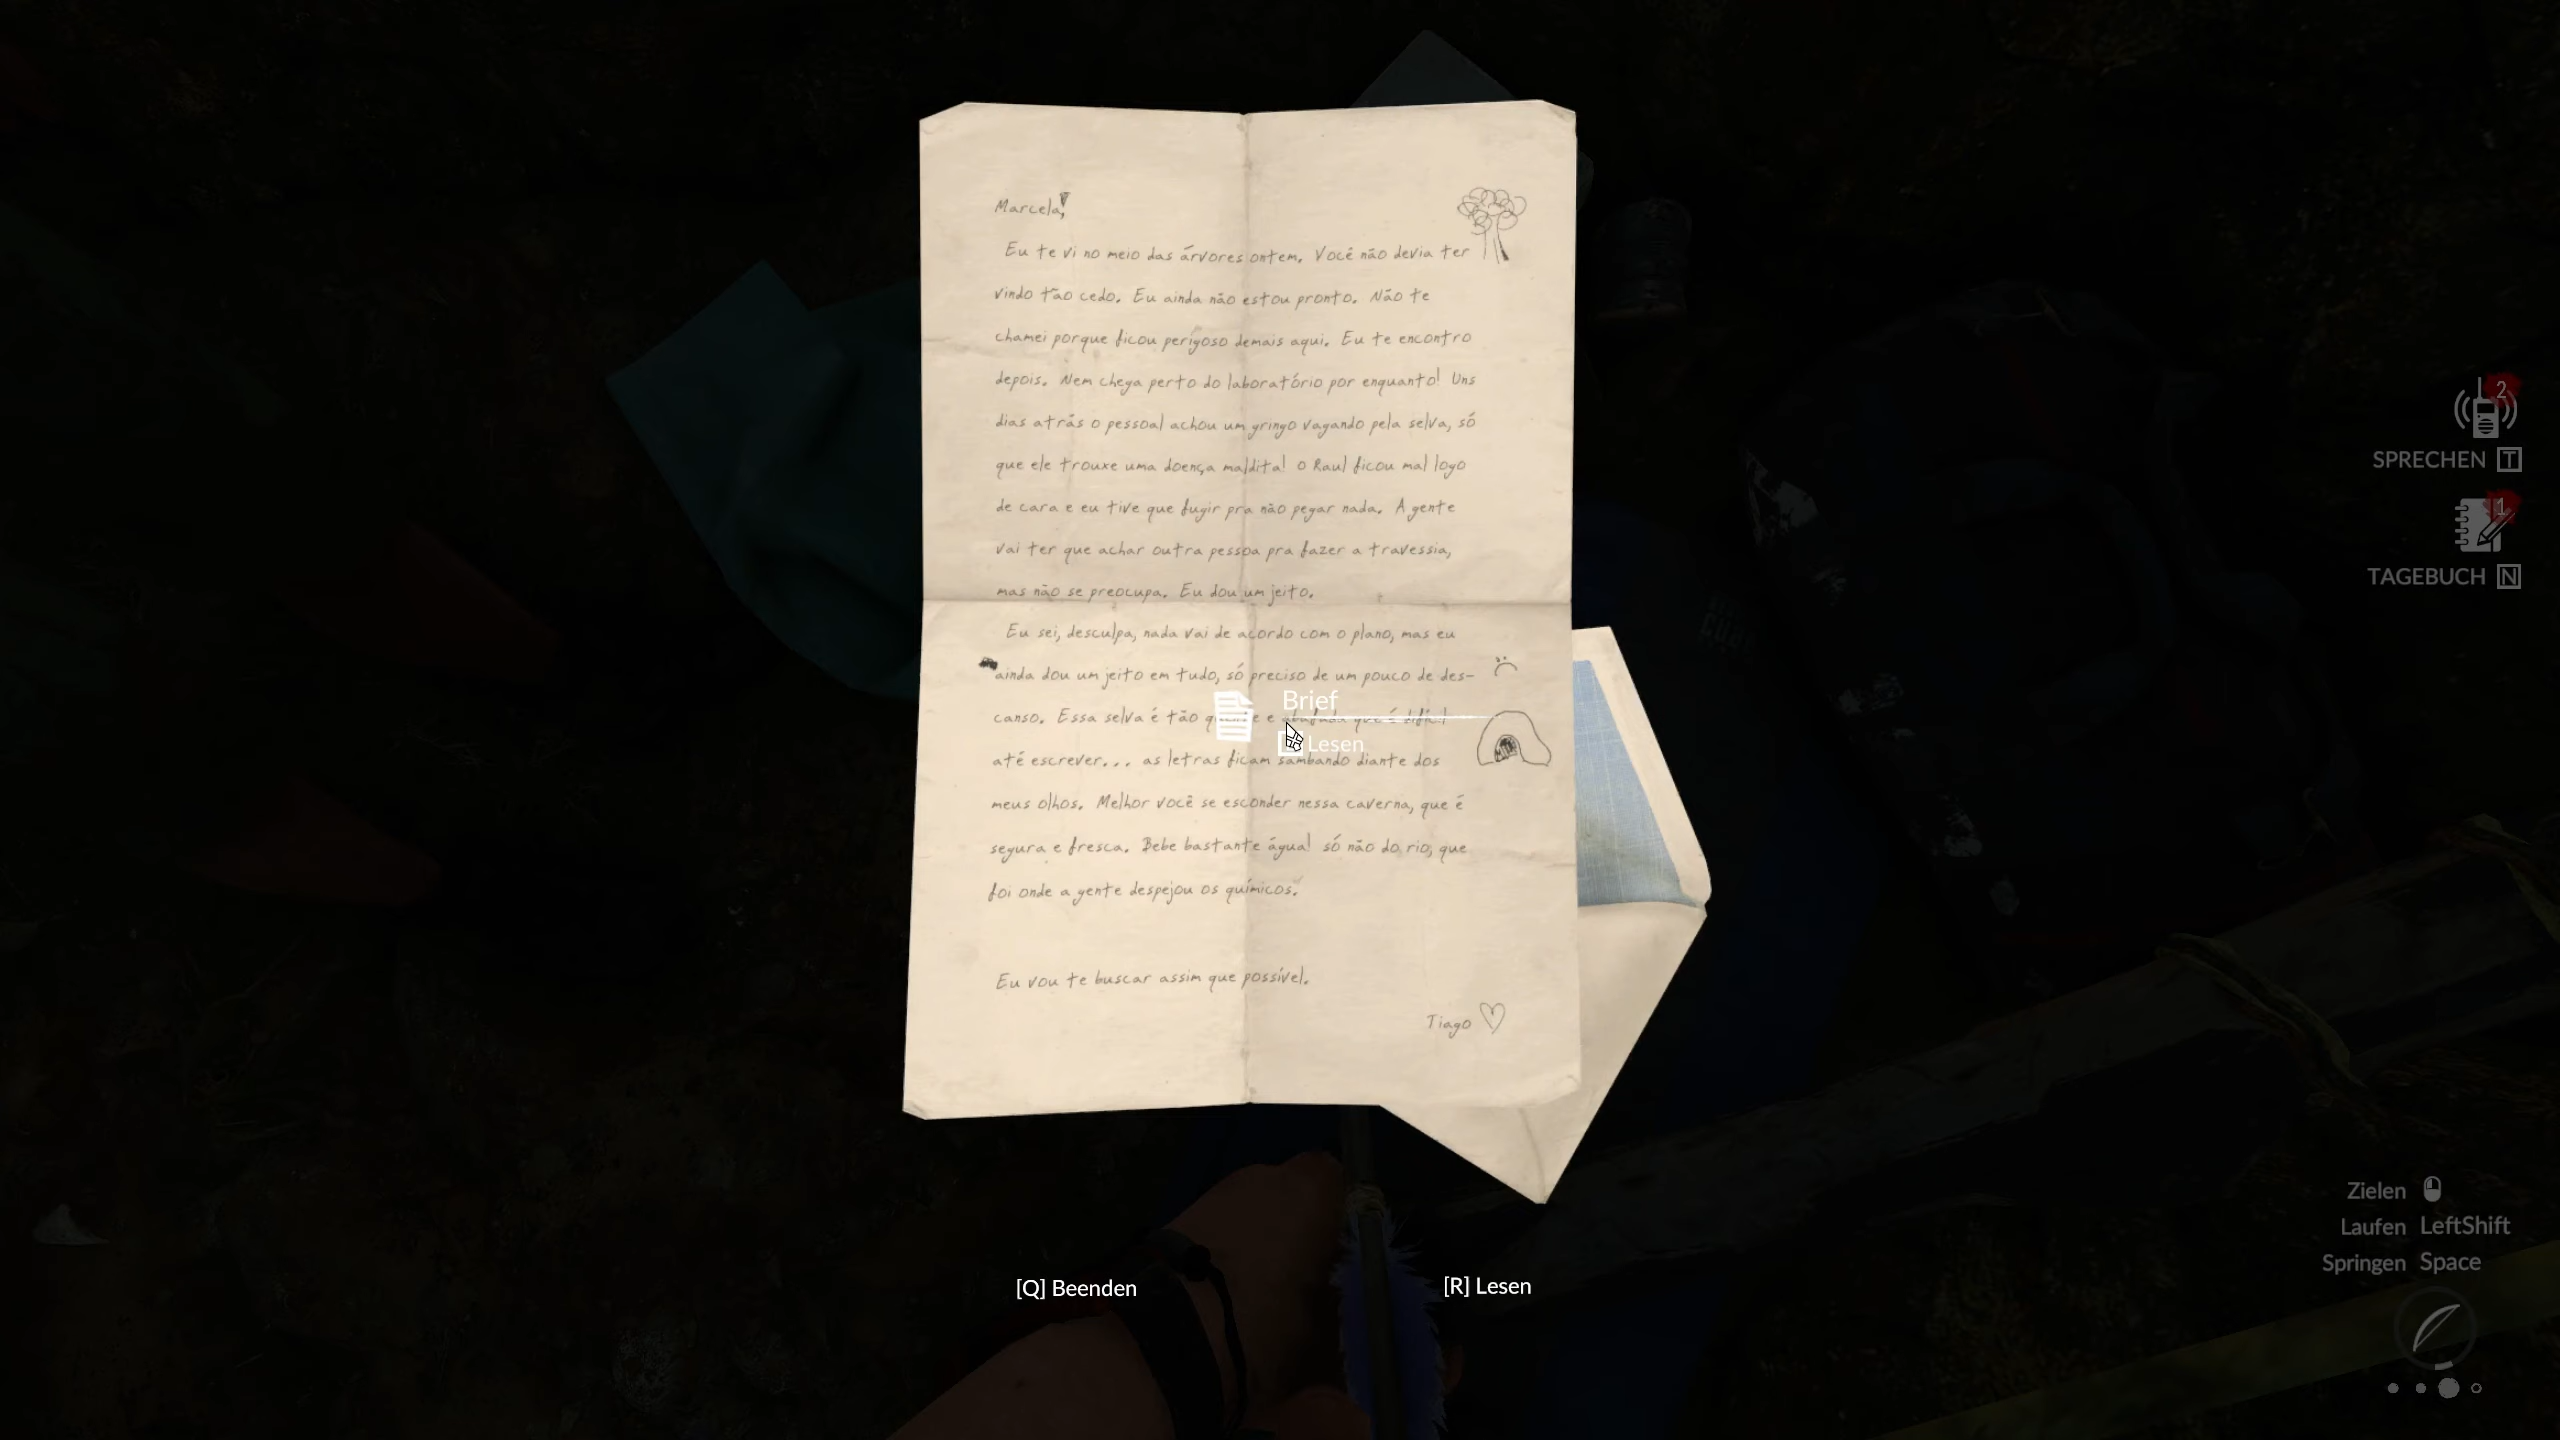 Marcela,
Eu te vi no meio das árvores ontem. Você não devia ter
vindo tão cedo. Eu ainda não estou pronto. Não te
chamei porque ficou perigoso demais aqui. Eu te encontro
depois. Nem chega perto do laboratório por enquanto! Uns
dias atrás o pessoal achou um gringo vagando pela selva, só
que ele trouxe uma doença maldita! O Raul ficou mal logo
de cara e eu tive que fugir pra não pegar nada. A gente
vai ter que achar outra pessoa pra fazer a travessia,
mas não se preocupa. Eu dou um jeito.
Eu sei, desculpa, nada vai de acordo com o plano, mas eu
ainda dou um jeito em tudo, só preciso de um pouco de des-
canso. Essa selva é tão e abafada que é difícil
até escrever... as letras ficam sambando diante dos
meus olhos. Melhor você se esconder nessa caverna, que é
segura e fresca. Bebe bastante água! só não do rio, que
foi onde a gente despejou os químicos.
Eu vou te buscar assim que possível.
Tiago
Brief
Lesen
[Q] Beenden
[R] Lesen
2
SPRECHEN T
1
TAGEBUCH N
Zielen
Laufen LeftShift
Springen Space